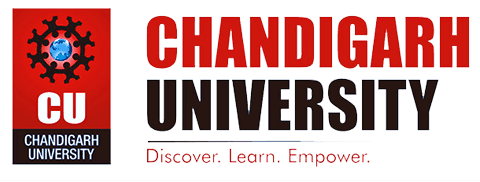 CU
CHANDIGARH
UNIVERSITY
CHANDIGARH
UNIVERSITY
Discover. Learn. Empower.